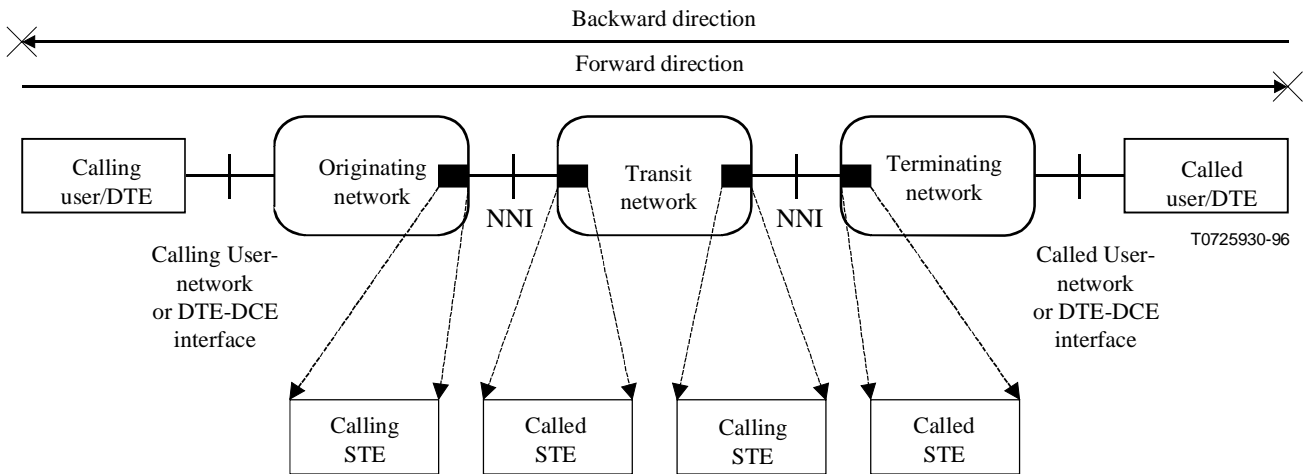 Backward direction
Forward direction
Calling
user/DTE
Originating
network
NNI
Transit
network
NNI
Terminating
network
Called
user/DTE
T0725930-96
Calling User-
network
or DTE-DCE
interface
Called User-
network
or DTE-DCE
interface
Calling
STE
Called
STE
Calling
STE
Called
STE